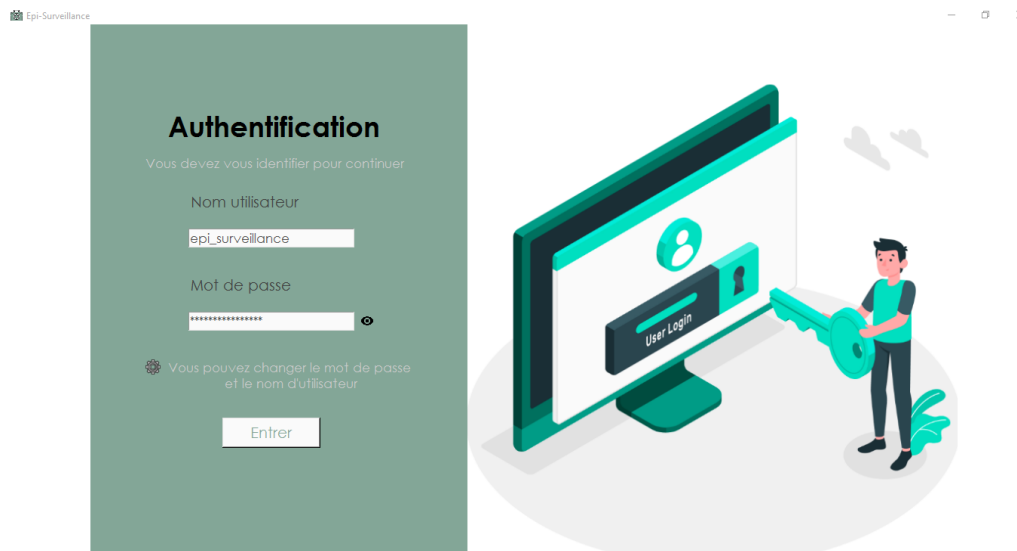 Epi-Surveillance
Authentification
Vous devez vous identifier pour continuer
Nom utilisateur
epi_surveillance
Mot de passe
****************
Vous pouvez changer le mot de passe
et le nom d'utilisateur
Entrer
User Login